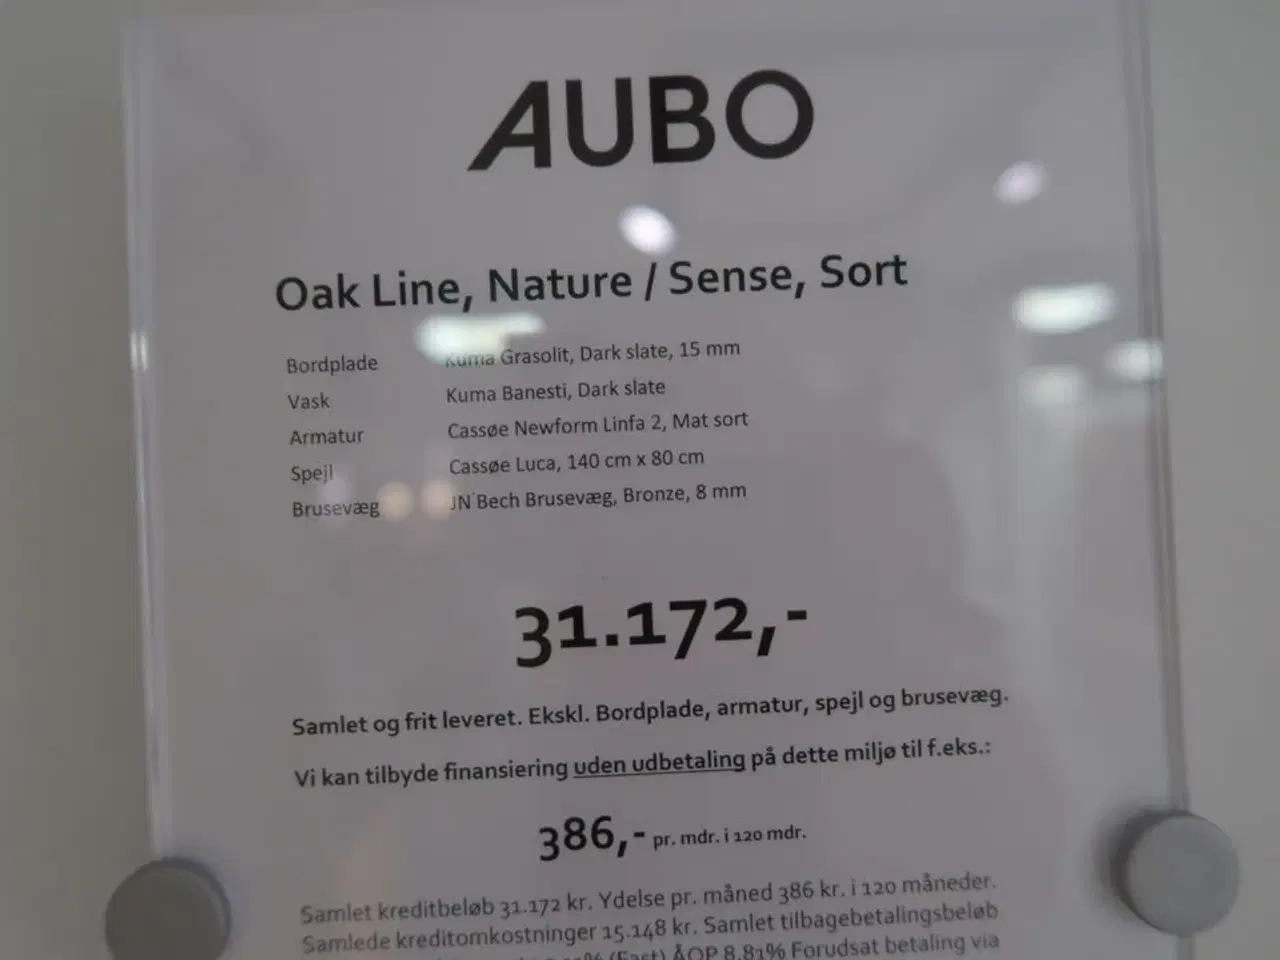 AUBO
Oak Line, Nature / Sense, Sort
Bordplade Kuma Grasolit, Dark slate, 15 mm
Vask Kuma Banesti, Dark slate
Armatur Cassøe Newform Linfa 2, Mat sort
Spejl Cassøe Luca, 140 cm x 80 cm
Brusevæg JN Bech Brusevæg, Bronze, 8 mm
31.172,-
Samlet og frit leveret. Ekskl. Bordplade, armatur, spejl og brusevæg.
Vi kan tilbyde finansiering uden udbetaling på dette miljø til f.eks.:
386,- pr. mdr. i 120 mdr.
Samlet kreditbeløb 31.172 kr. Ydelse pr. måned 386 kr. i 120 måneder.
Samlede kreditomkostninger 15.148 kr. Samlet tilbagebetalingsbeløb
(Fast) ÅOP 8,81% Forudsat betaling via